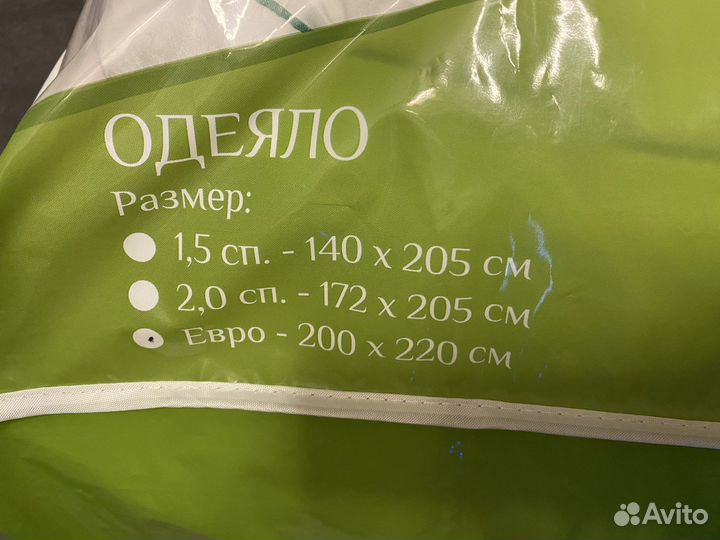 ОДЕЯЛО
Размер:
1,5 сп. - 140 х 205 см
2,0 сп. - 172 х 205 см
Евро - 200 х 220 см
Avito